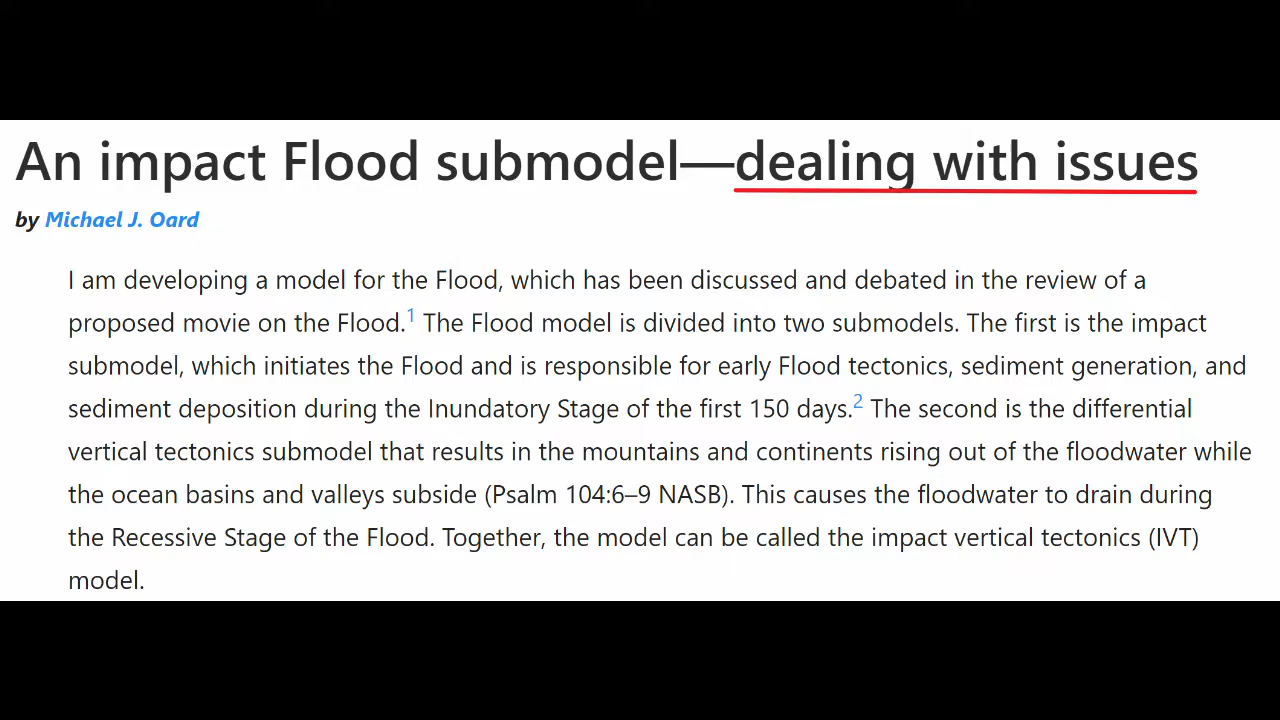 An impact Flood submodel—dealing with issues
by Michael J. Oard
I am developing a model for the Flood, which has been discussed and debated in the review of a
proposed movie on the Flood.1 The Flood model is divided into two submodels. The first is the impact
submodel, which initiates the Flood and is responsible for early Flood tectonics, sediment generation, and
sediment deposition during the Inundatory Stage of the first 150 days.2 The second is the differential
vertical tectonics submodel that results in the mountains and continents rising out of the floodwater while
the ocean basins and valleys subside (Psalm 104:6–9 NASB). This causes the floodwater to drain during
the Recessive Stage of the Flood. Together, the model can be called the impact vertical tectonics (IVT)
model.